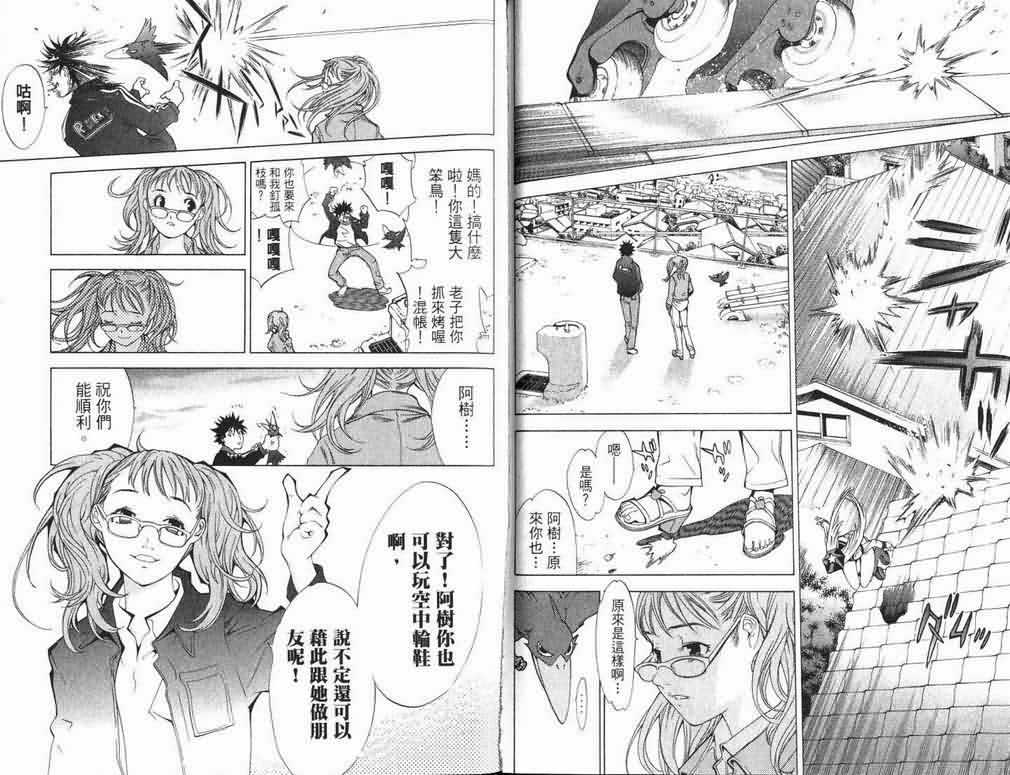 嗯…
是嗎？
阿樹…原
來你也…
原來是這樣啊…
…
咕啊！
媽的！搞什麼
啦！你這隻大
笨鳥！
嘎嘎！
你也要來
和我釘孤
枝嗎？
嘎嘎嘎
！
老子把你
抓來烤喔
！混帳！
阿樹……
祝你們
能順利。
對了！阿樹你也
可以玩空中輪鞋
啊，
說不定還可以
藉此跟她做朋
友呢！